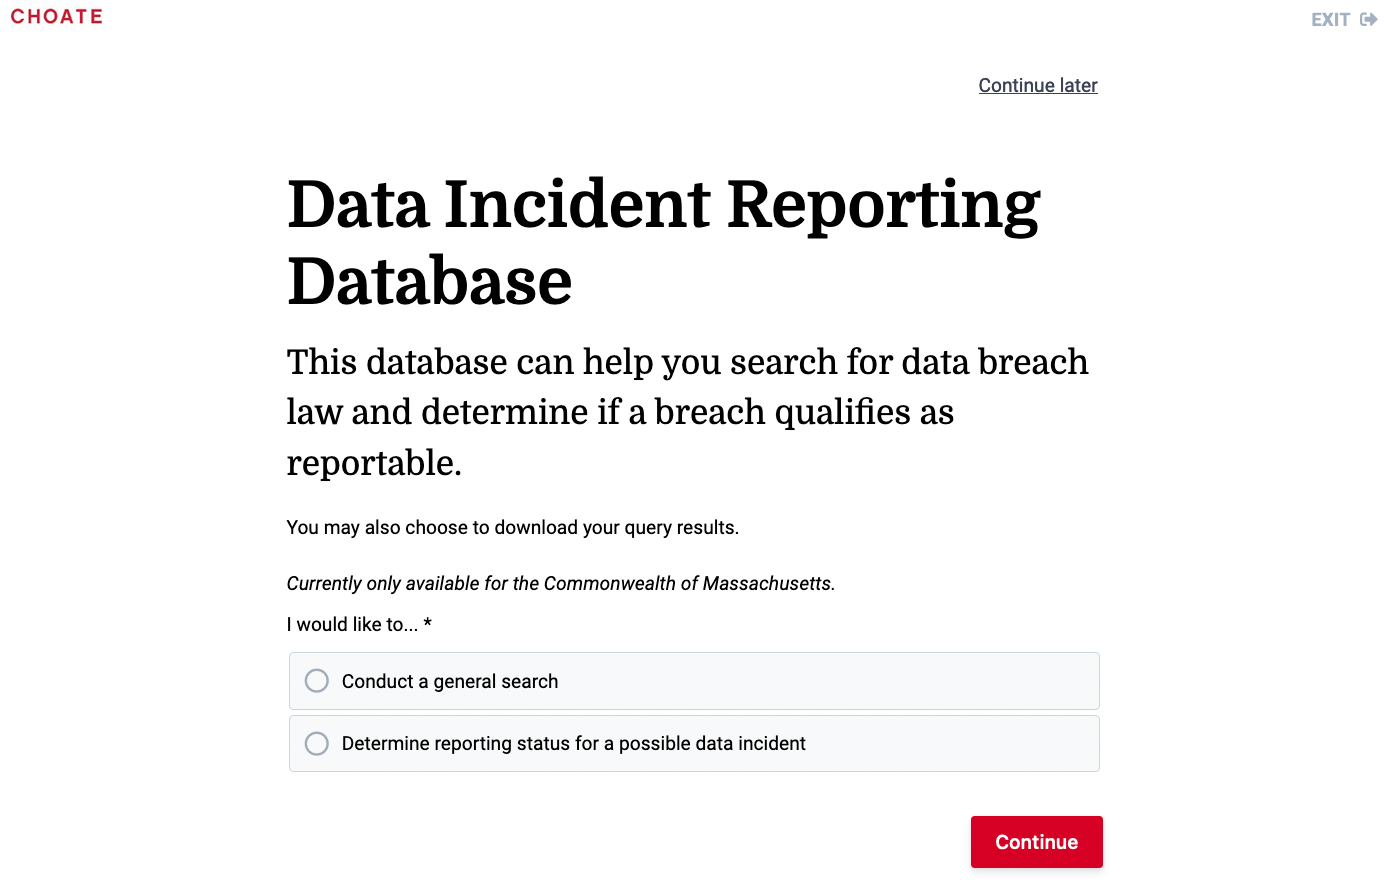 CHOATE
EXIT
Continue later
Data Incident Reporting
Database
This database can help you search for data breach
law and determine if a breach qualifies as
reportable.
You may also choose to download your query results.
Currently only available for the Commonwealth of Massachusetts.
I would like to... *
Conduct a general search
Determine reporting status for a possible data incident
Continue